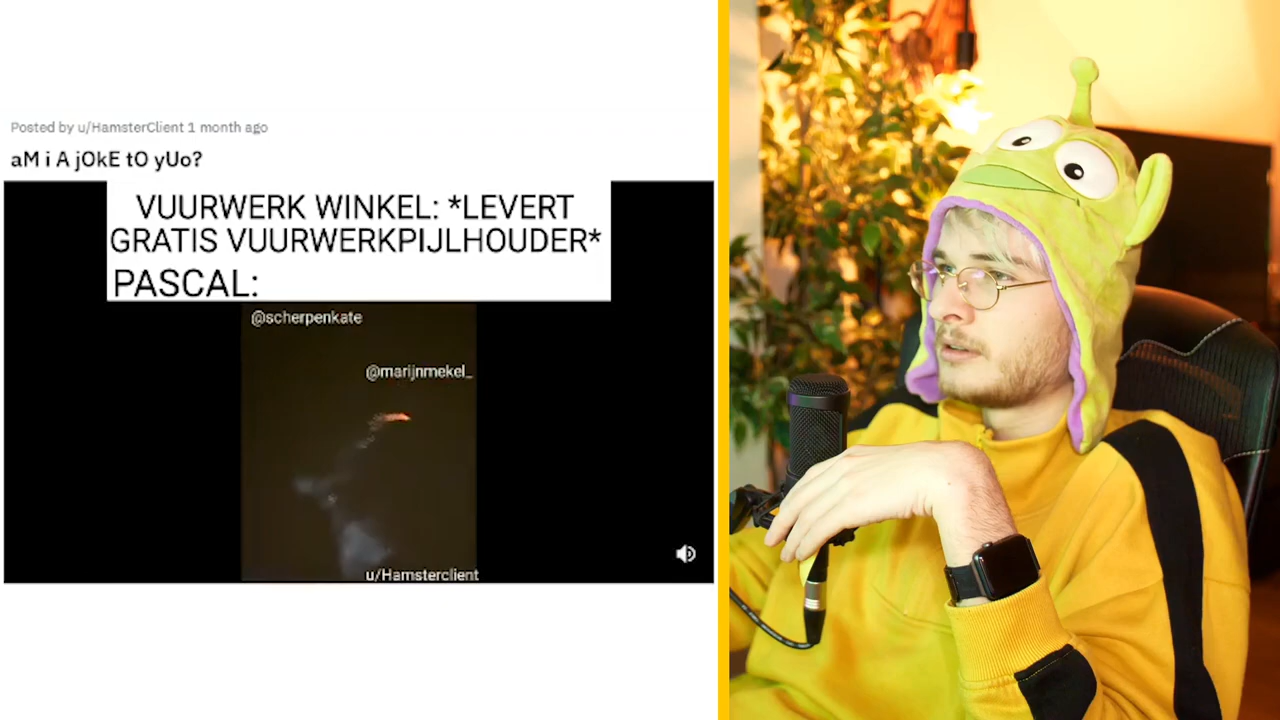 Posted by u/HamsterClient 1 month ago
aM i A jOkE tO yUo?
VUURWERK WINKEL: *LEVERT
GRATIS VUURWERKPIJLHOUDER*
PASCAL:
@scherpenkate
@marijnmekel_
u/Hamsterclient